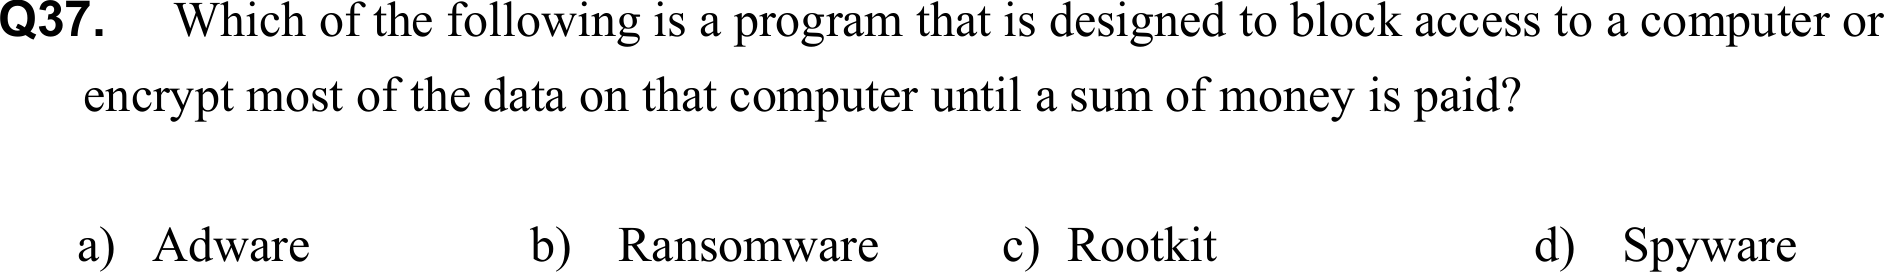 Q37. Which of the following is a program that is designed to block access to a computer or
encrypt most of the data on that computer until a sum of money is paid?
a) Adware b) Ransomware c) Rootkit d) Spyware